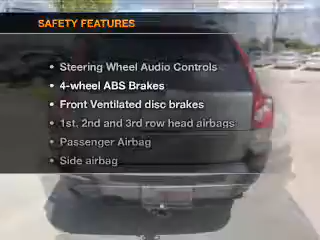 SAFETY FEATURES
• Steering Wheel Audio Controls
• 4-wheel ABS Brakes
• Front Ventilated disc brakes
• 1st, 2nd and 3rd row head airbags
• Passenger Airbag
• Side airbag